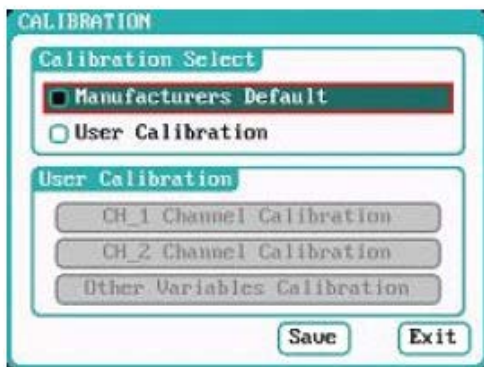 CALIBRATION
Calibration Select
Manufacturers Default
User Calibration
User Calibration
CH_1 Channel Calibration
CH_2 Channel Calibration
Other Variables Calibration
Save Exit